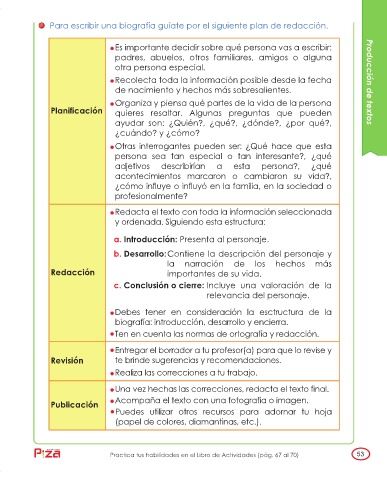 Para escribir una biografía guíate por el siguiente plan de redacción.
Producción de textos
Planificación
Es importante decidir sobre qué persona vas a escribir:
padres, abuelos, otros familiares, amigos o alguna
otra persona especial.
Recolecta toda la información posible desde la fecha
de nacimiento y hechos más sobresalientes.
Organiza y piensa qué partes de la vida de la persona
quieres resaltar. Algunas preguntas que pueden
ayudar son: ¿Quién?, ¿qué?, ¿dónde?, ¿por qué?,
¿cuándo? y ¿cómo?
Otras interrogantes pueden ser: ¿Qué hace que esta
persona sea tan especial o tan interesante?, ¿qué
adjetivos describirían a esta persona?, ¿qué
acontecimientos marcaron o cambiaron su vida?,
¿cómo influye o influyó en la familia, en la sociedad o
profesionalmente?
Redacción
Redacta el texto con toda la información seleccionada
y ordenada. Siguiendo esta estructura:
a. Introducción: Presenta al personaje.
b. Desarrollo: Contiene la descripción del personaje y
la narración de los hechos más
importantes de su vida.
c. Conclusión o cierre: Incluye una valoración de la
relevancia del personaje.
Debes tener en consideración la esctructura de la
biografía: introducción, desarrollo y encierra.
Ten en cuenta las normas de ortografía y redacción.
Revisión
Entregar el borrador a tu profesor(a) para que lo revise y
te brinde sugerencias y recomendaciones.
Realiza las correcciones a tu trabajo.
Publicación
Una vez hechas las correcciones, redacta el texto final.
Acompaña el texto con una fotografía o imagen.
Puedes utilizar otros recursos para adornar tu hoja
(papel de colores, diamantinas, etc.).
Piza
Practica tus habilidades en el Libro de Actividades (pág. 67 al 70)
53